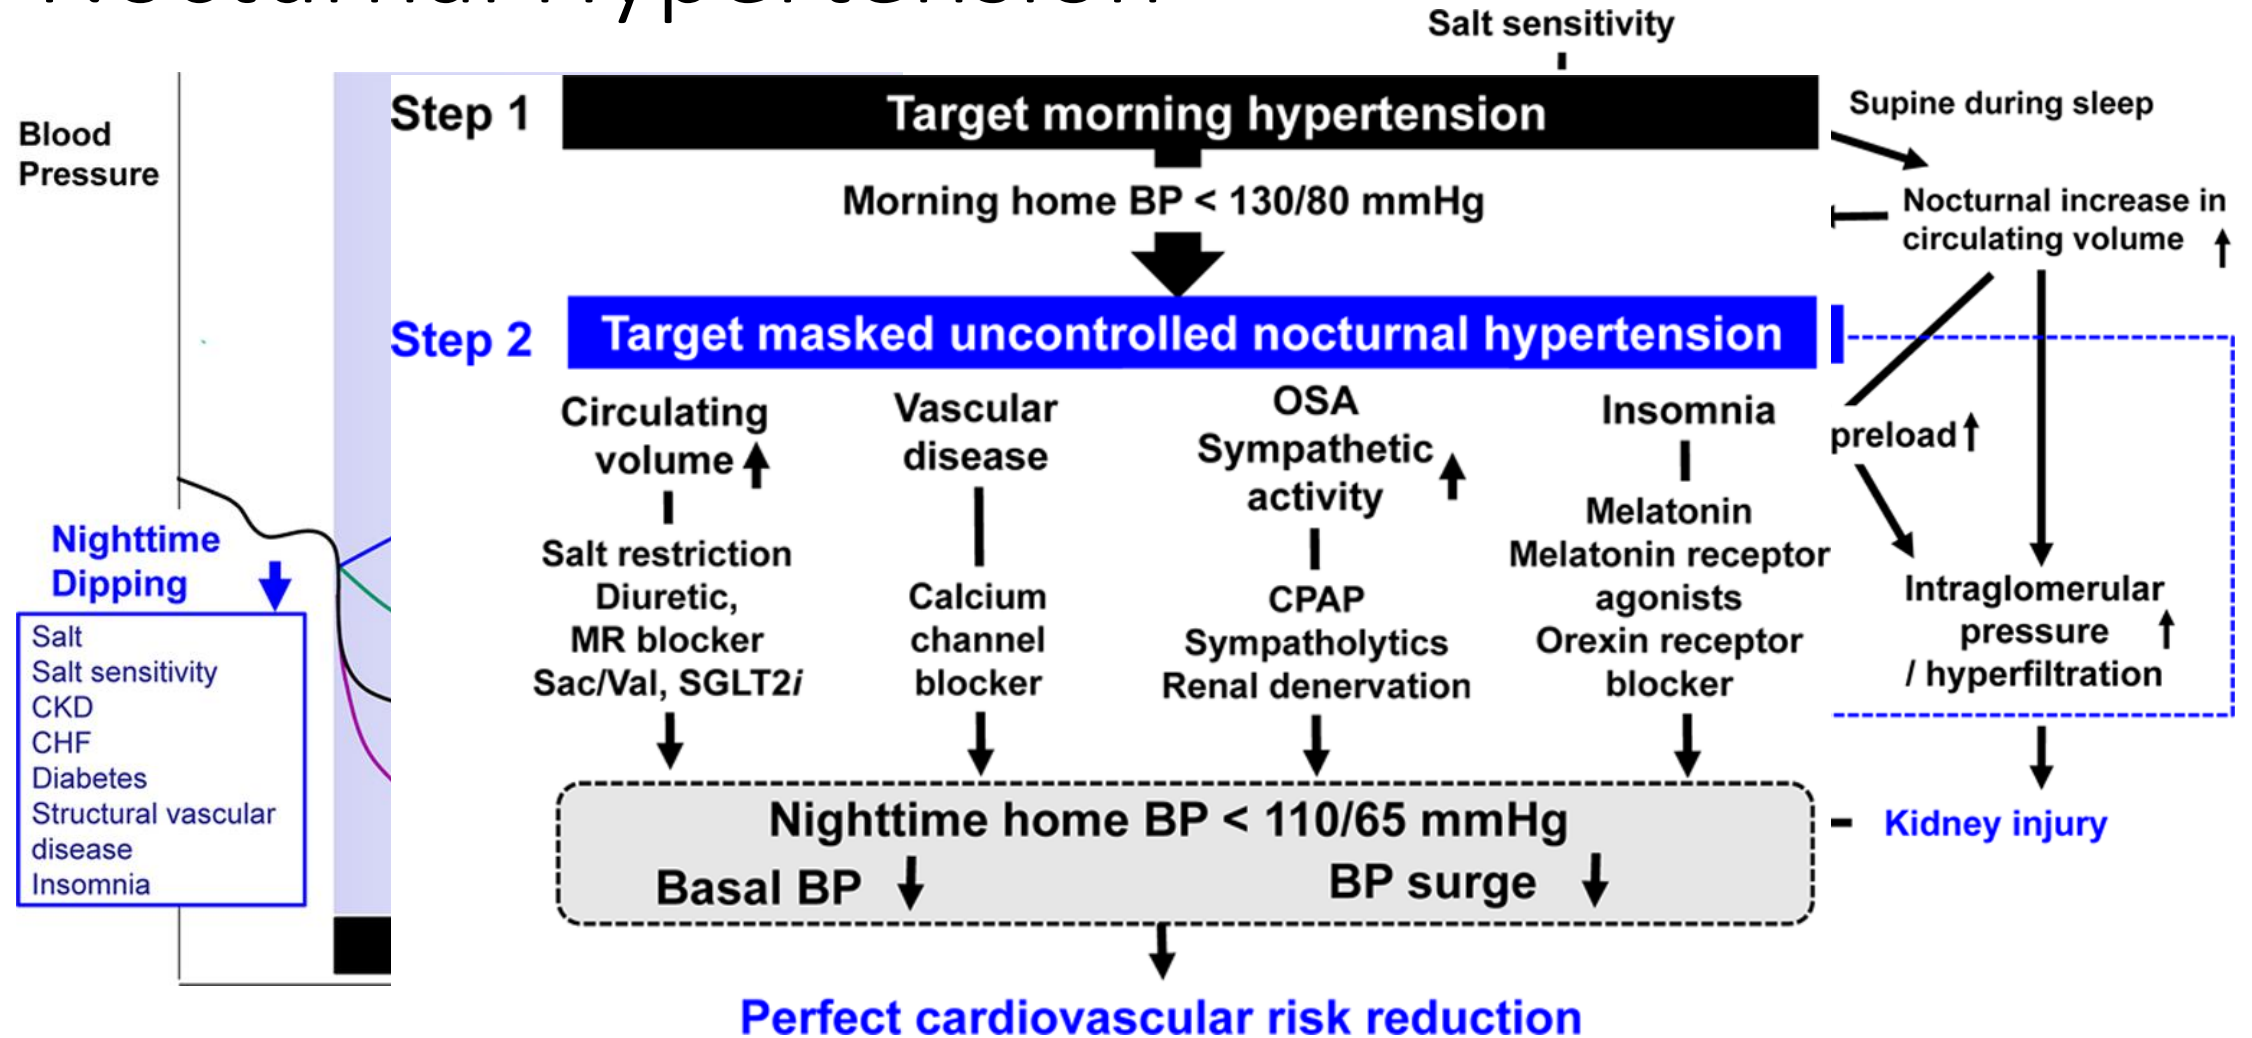 Nocturnal Hypertension
Salt sensitivity
Blood
Pressure
Nighttime
Dipping
Salt
Salt sensitivity
CKD
CHF
Diabetes
Structural vascular
disease
Insomnia
Step 1
Target morning hypertension
Morning home BP < 130/80 mmHg
Step 2
Target masked uncontrolled nocturnal hypertension
Circulating
volume
Salt restriction
Diuretic,
MR blocker
Sac/Val, SGLT2i
Vascular
disease
Calcium
channel
blocker
OSA
Sympathetic
activity
CPAP
Sympatholytics
Renal denervation
Insomnia
Melatonin
Melatonin receptor
agonists
Orexin receptor
blocker
Nighttime home BP < 110/65 mmHg
Basal BP
BP surge
Perfect cardiovascular risk reduction
Supine during sleep
Nocturnal increase in
circulating volume
preload
Intraglomerular
pressure
/ hyperfiltration
Kidney injury